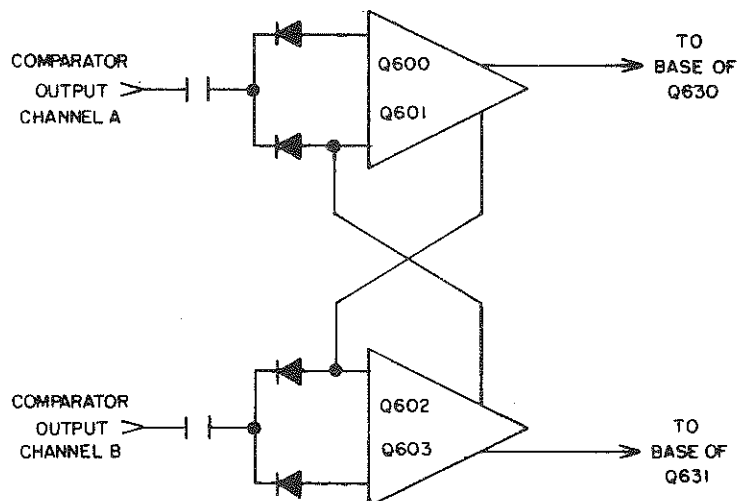 COMPARATOR
OUTPUT
CHANNEL A
Q600
Q601
TO
BASE OF
Q630
COMPARATOR
OUTPUT
CHANNEL B
Q602
Q603
TO
BASE OF
Q631